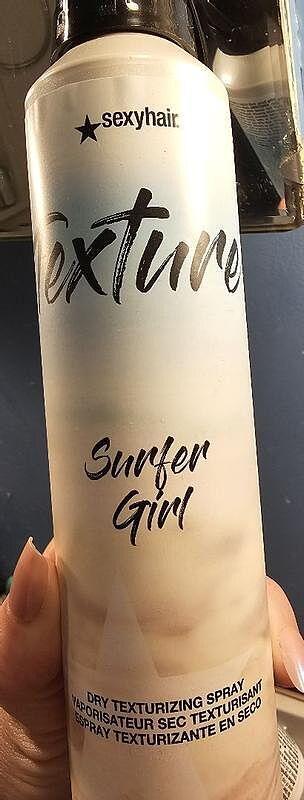 sexyhair.
Texture
Surfer
Girl
DRY TEXTURIZING SPRAY
VAPORISATEUR SEC TEXTURISANT
ESPRAY TEXTURIZANTE EN SECO